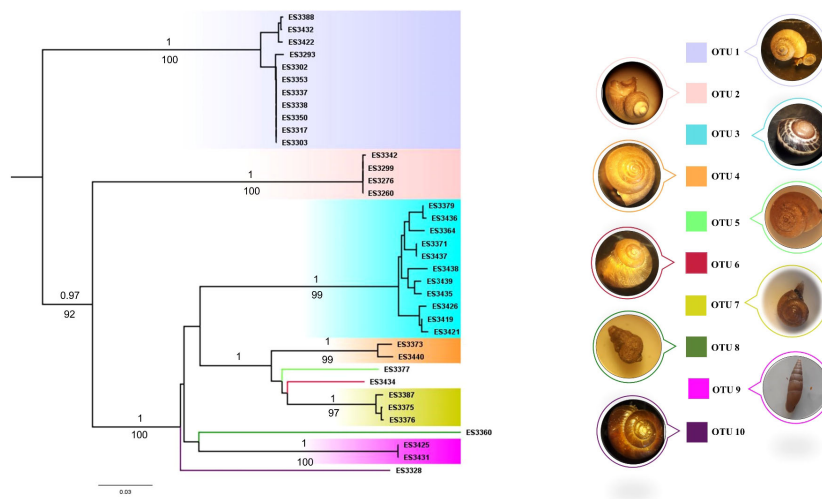 ES3388
ES3432
ES3422
1
100
ES3293
ES3302
ES3353
ES3337
ES3338
ES3350
ES3317
ES3303
ES3342
1
100
ES3299
ES3276
ES3260
ES3379
ES3436
ES3364
ES3371
ES3437
ES3438
1
99
ES3439
ES3435
ES3426
ES3419
ES3421
0.97
92
ES3373
1
99
ES3440
1
ES3377
ES3434
ES3387
1
97
ES3375
ES3376
1
100
ES3360
ES3425
1
100
ES3431
ES3328
0.03
OTU 1
OTU 2
OTU 3
OTU 4
OTU 5
OTU 6
OTU 7
OTU 8
OTU 9
OTU 10